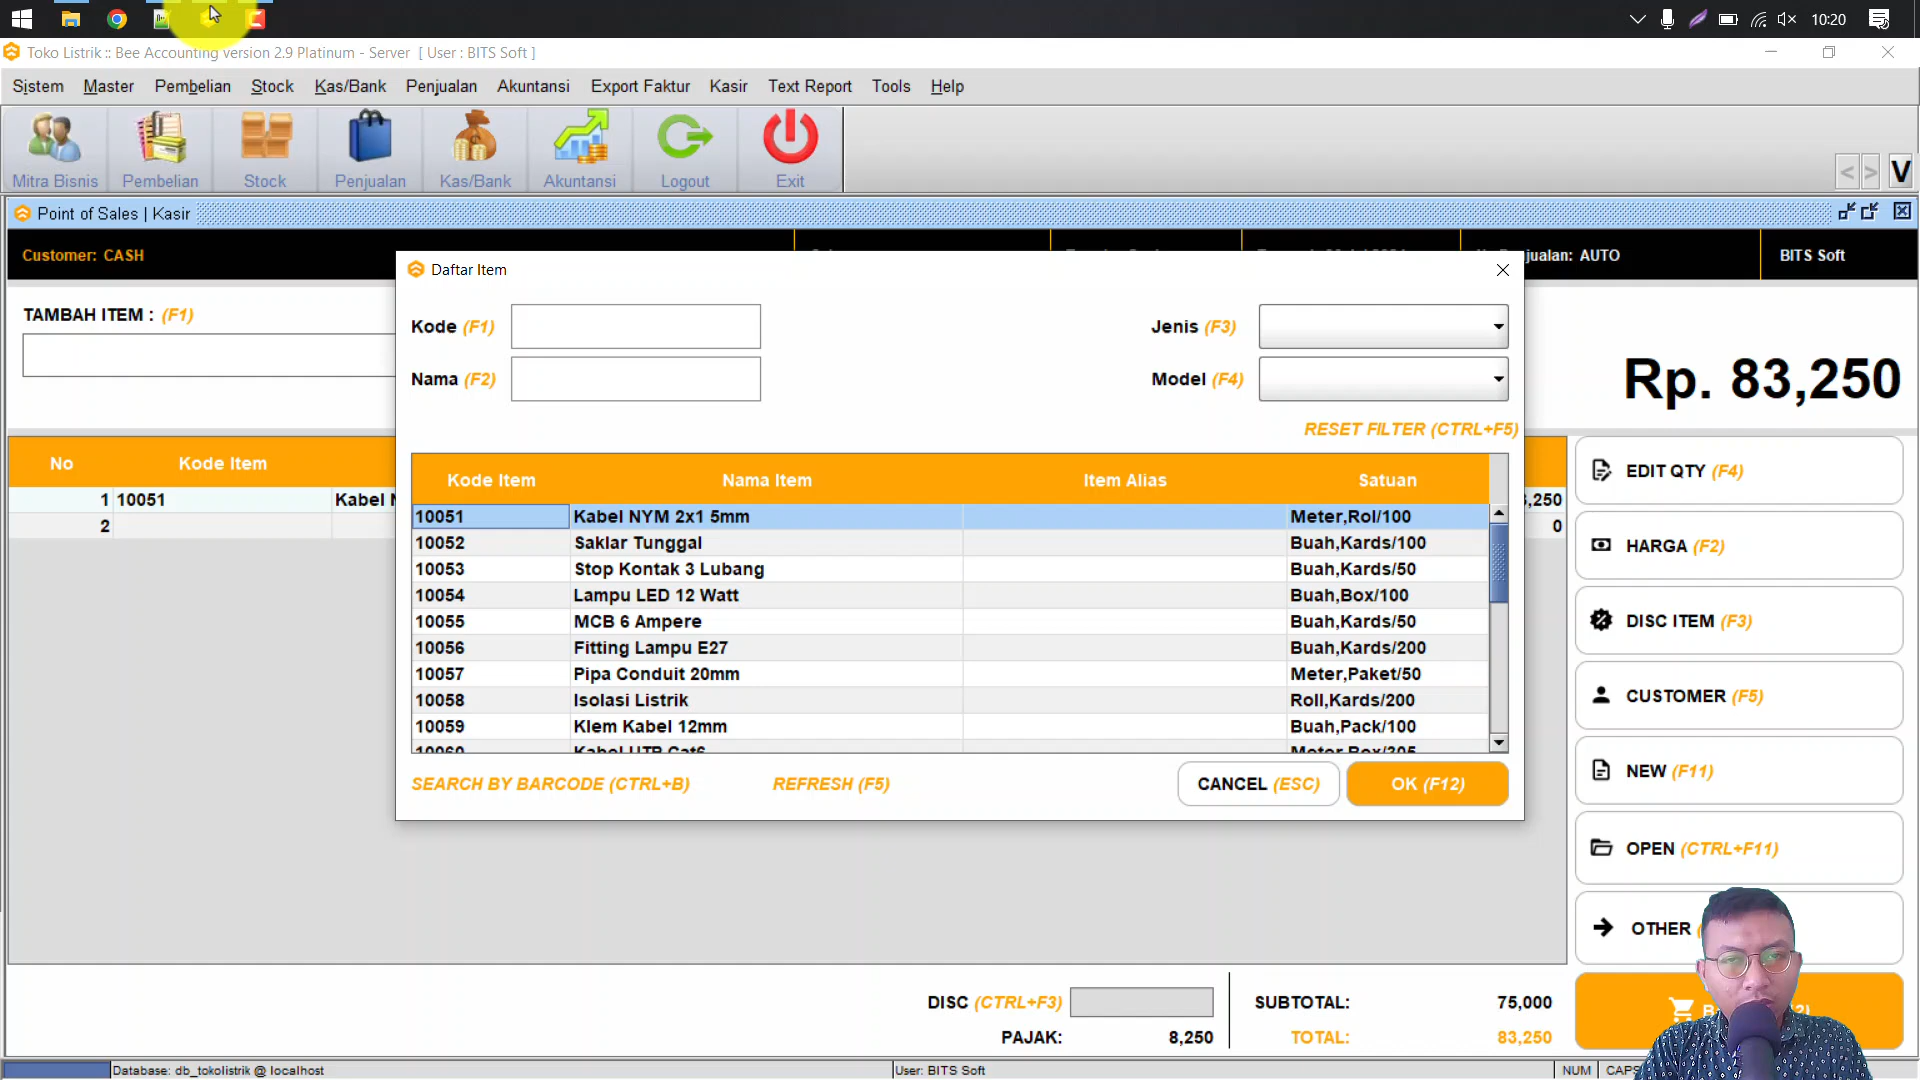 10:20
Toko Listrik :: Bee Accounting version 2.9 Platinum - Server [ User : BITS Soft ]
Sistem Master Pembelian Stock Kas/Bank Penjualan Akuntansi Export Faktur Kasir Text Report Tools Help
Mitra Bisnis Pembelian Stock Penjualan Kas/Bank Akuntansi Logout Exit
< > V
Point of Sales | Kasir
Customer: CASH jualan: AUTO BITS Soft
Daftar Item
TAMBAH ITEM : (F1)
Kode (F1) Jenis (F3)
Nama (F2) Model (F4)
Rp. 83,250
RESET FILTER (CTRL+F5)
No Kode Item
1 10051 Kabel N ,250
2 0
Kode Item Nama Item Item Alias Satuan
10051 Kabel NYM 2x1 5mm Meter,Rol/100
10052 Saklar Tunggal Buah,Kards/100
10053 Stop Kontak 3 Lubang Buah,Kards/50
10054 Lampu LED 12 Watt Buah,Box/100
10055 MCB 6 Ampere Buah,Kards/50
10056 Fitting Lampu E27 Buah,Kards/200
10057 Pipa Conduit 20mm Meter,Paket/50
10058 Isolasi Listrik Roll,Kards/200
10059 Klem Kabel 12mm Buah,Pack/100
10060 Kabel UTP Cat6 Meter,Box/305
SEARCH BY BARCODE (CTRL+B) REFRESH (F5) CANCEL (ESC) OK (F12)
EDIT QTY (F4)
HARGA (F2)
DISC ITEM (F3)
CUSTOMER (F5)
NEW (F11)
OPEN (CTRL+F11)
OTHER
DISC (CTRL+F3) SUBTOTAL: 75,000
PAJAK: 8,250 TOTAL: 83,250
Database: db_tokolistrik @ localhost User: BITS Soft NUM CAPS